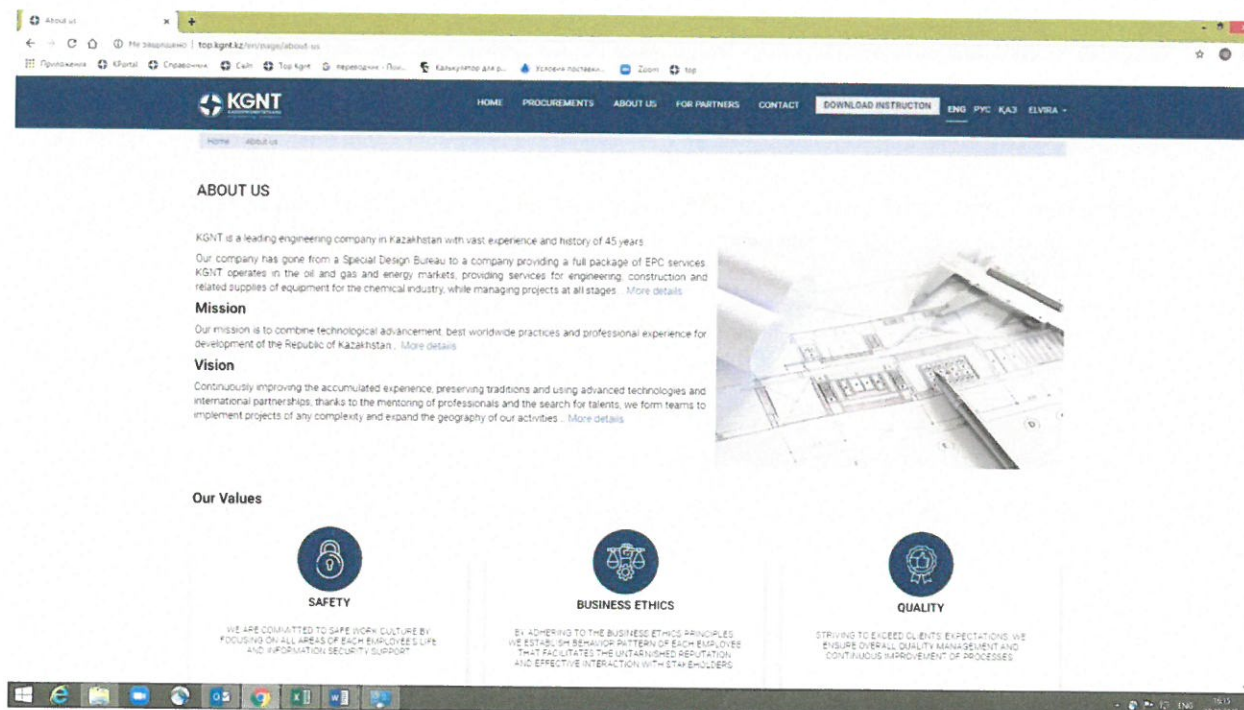 About us
Не защищено | top.kgnt.kz/en/page/about-us
Приложения KPortal Справочник Сайт Top Kgnt переводчик - Пои... Калькулятор для р... Условия поставки... Zoom top
KGNT
HOME PROCUREMENTS ABOUT US FOR PARTNERS CONTACT DOWNLOAD INSTRUCTON ENG РУС ҚАЗ ELVIRA
Home About us
ABOUT US
KGNT is a leading engineering company in Kazakhstan with vast experience and history of 45 years.
Our company has gone from a Special Design Bureau to a company providing a full package of EPC services.
KGNT operates in the oil and gas and energy markets, providing services for engineering, construction and
related supplies of equipment for the chemical industry, while managing projects at all stages... More details
Mission
Our mission is to combine technological advancement, best worldwide practices and professional experience for
development of the Republic of Kazakhstan... More details
Vision
Continuously improving the accumulated experience, preserving traditions and using advanced technologies and
international partnerships, thanks to the mentoring of professionals and the search for talents, we form teams to
implement projects of any complexity and expand the geography of our activities... More details
Our Values
SAFETY
WE ARE COMMITTED TO SAFE WORK CULTURE BY
FOCUSING ON ALL AREAS OF EACH EMPLOYEE'S LIFE
AND INFORMATION SECURITY SUPPORT
BUSINESS ETHICS
BY ADHERING TO THE BUSINESS ETHICS PRINCIPLES
WE ESTABLISH BEHAVIOR PATTERN OF EACH EMPLOYEE
THAT FACILITATES THE UNTARNISHED REPUTATION
AND EFFECTIVE INTERACTION WITH STAKEHOLDERS
QUALITY
STRIVING TO EXCEED CLIENTS' EXPECTATIONS, WE
ENSURE OVERALL QUALITY MANAGEMENT AND
CONTINUOUS IMPROVEMENT OF PROCESSES
ENG 16:15